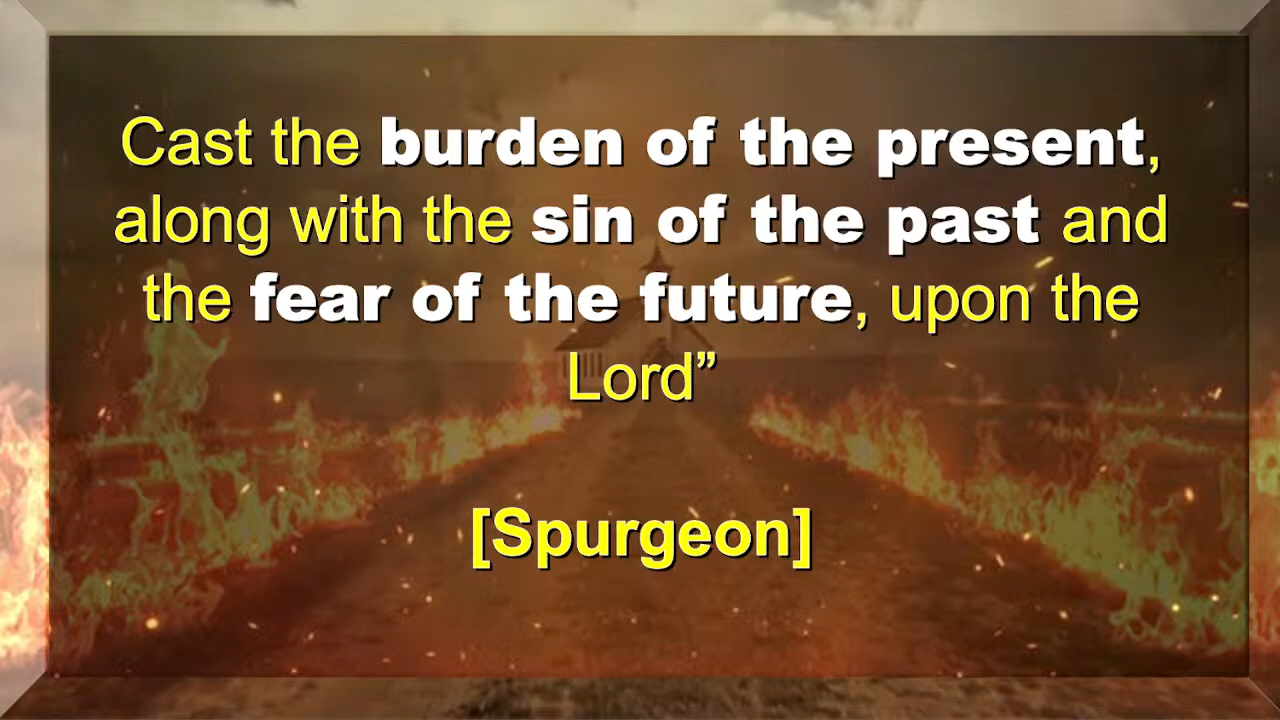 Cast the burden of the present,
along with the sin of the past and
the fear of the future, upon the
Lord”
[Spurgeon]